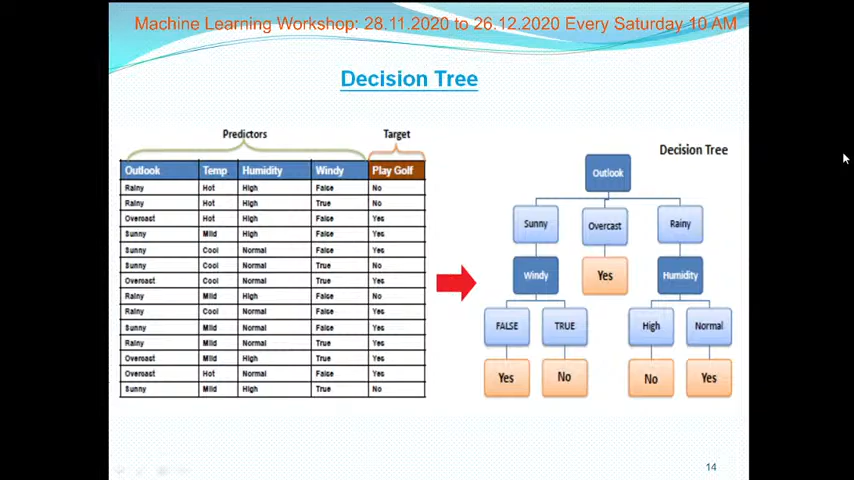 Machine Learning Workshop: 28.11.2020 to 26.12.2020 Every Saturday 10 AM
Decision Tree
Predictors Target
Outlook Temp Humidity Windy Play Golf
Rainy Hot High False No
Rainy Hot High True No
Overcast Hot High False Yes
Sunny Mild High False Yes
Sunny Cool Normal False Yes
Sunny Cool Normal True No
Overcast Cool Normal True Yes
Rainy Mild High False No
Rainy Cool Normal False Yes
Sunny Mild Normal False Yes
Rainy Mild Normal True Yes
Overcast Mild High True Yes
Overcast Hot Normal False Yes
Sunny Mild High True No
Decision Tree
Outlook
Sunny Overcast Rainy
Windy Yes Humidity
FALSE TRUE High Normal
Yes No No Yes
14